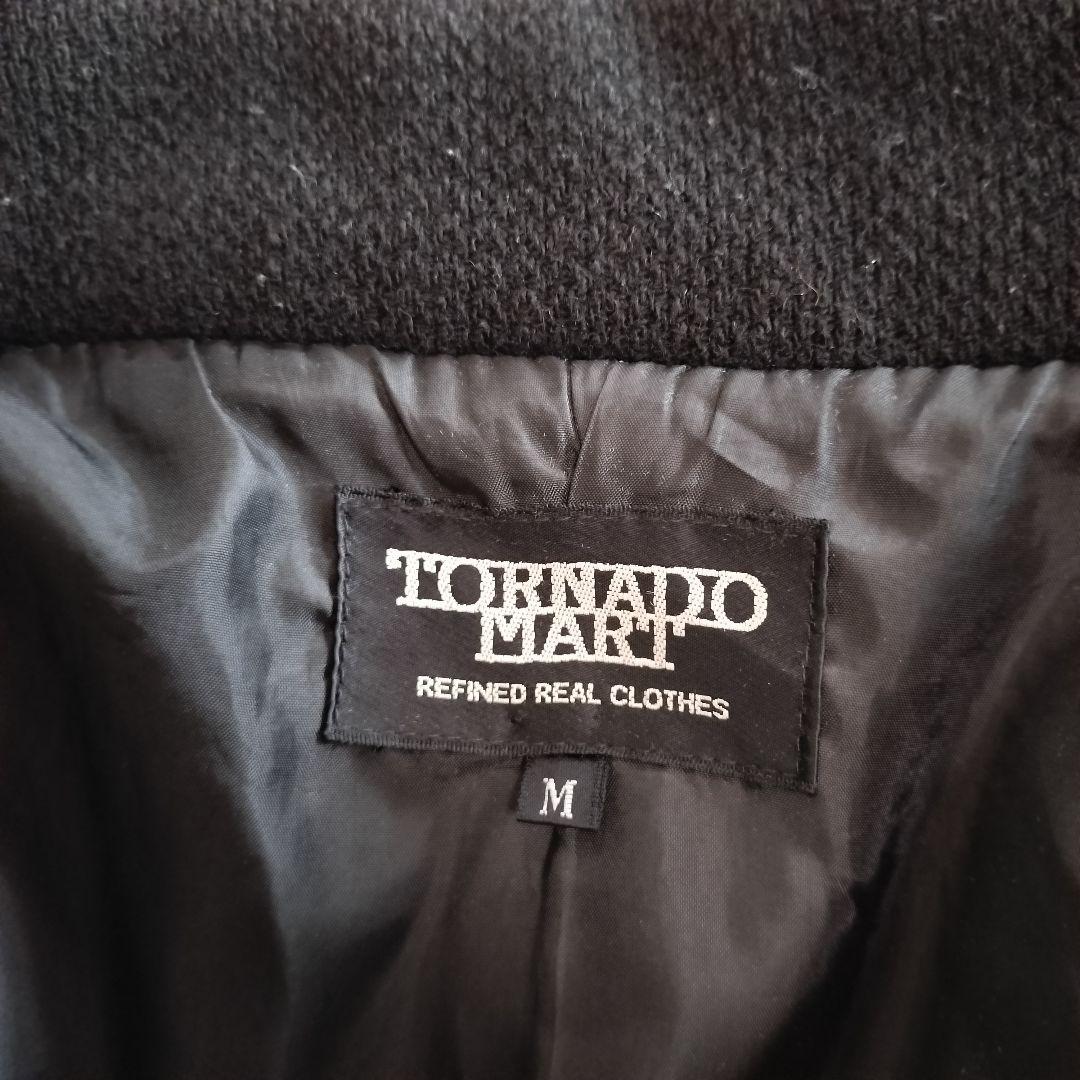 TORNADO
MART
REFINED REAL CLOTHES
M